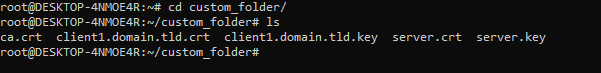 root@DESKTOP-4NMOE4R:~# cd custom_folder/
root@DESKTOP-4NMOE4R:~/custom_folder# ls
ca.crt  client1.domain.tld.crt  client1.domain.tld.key  server.crt  server.key
root@DESKTOP-4NMOE4R:~/custom_folder#